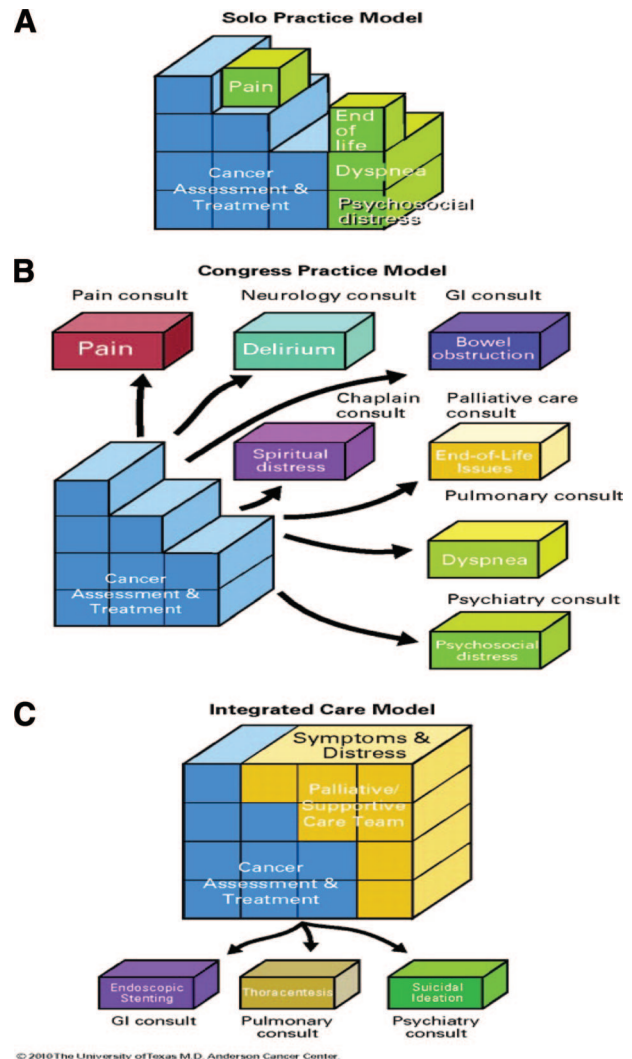 A
Solo Practice Model
Pain
End
of
life
Cancer
Assessment &
Treatment
Dyspnea
Psychosocial
distress
B
Congress Practice Model
Pain consult
Neurology consult
GI consult
Pain
Delirium
Bowel
obstruction
Chaplain
consult
Palliative care
consult
Spiritual
distress
End-of-Life
Issues
Pulmonary consult
Dyspnea
Cancer
Assessment &
Treatment
Psychiatry consult
Psychosocial
distress
C
Integrated Care Model
Symptoms &
Distress
Palliative/
Supportive
Care Team
Cancer
Assessment &
Treatment
Endoscopic
Stenting
Thoracentesis
Suicidal
Ideation
GI consult
Pulmonary
consult
Psychiatry
consult
© 2010 The University of Texas M.D. Anderson Cancer Center